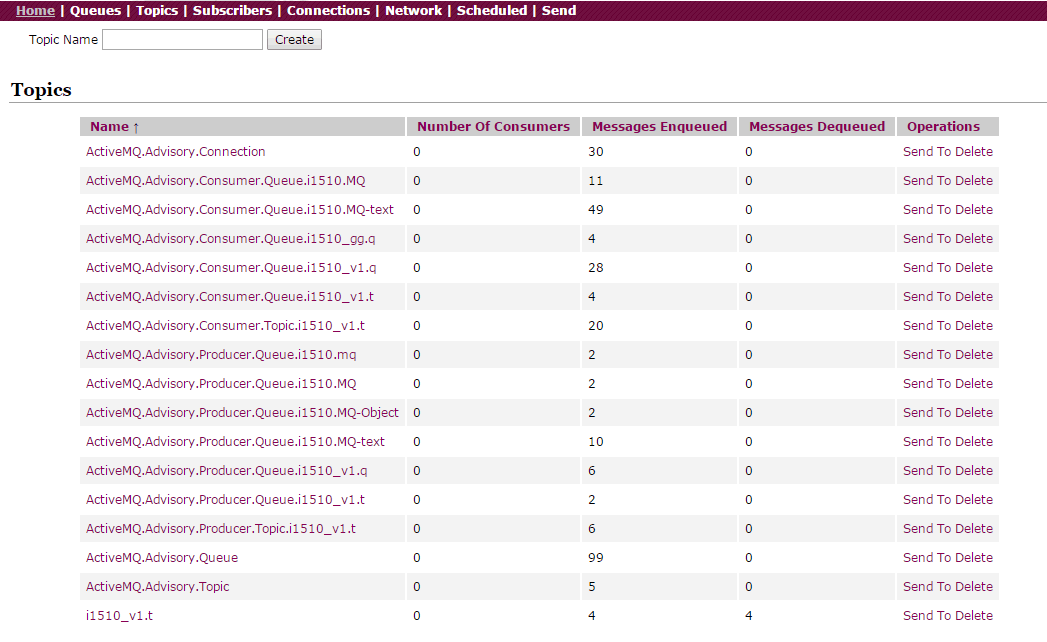 Home | Queues | Topics | Subscribers | Connections | Network | Scheduled | Send
Topic Name Create
Topics
Name ↑ Number Of Consumers Messages Enqueued Messages Dequeued Operations
ActiveMQ.Advisory.Connection 0 30 0 Send To Delete
ActiveMQ.Advisory.Consumer.Queue.i1510.MQ 0 11 0 Send To Delete
ActiveMQ.Advisory.Consumer.Queue.i1510.MQ-text 0 49 0 Send To Delete
ActiveMQ.Advisory.Consumer.Queue.i1510_gg.q 0 4 0 Send To Delete
ActiveMQ.Advisory.Consumer.Queue.i1510_v1.q 0 28 0 Send To Delete
ActiveMQ.Advisory.Consumer.Queue.i1510_v1.t 0 4 0 Send To Delete
ActiveMQ.Advisory.Consumer.Topic.i1510_v1.t 0 20 0 Send To Delete
ActiveMQ.Advisory.Producer.Queue.i1510.mq 0 2 0 Send To Delete
ActiveMQ.Advisory.Producer.Queue.i1510.MQ 0 2 0 Send To Delete
ActiveMQ.Advisory.Producer.Queue.i1510.MQ-Object 0 2 0 Send To Delete
ActiveMQ.Advisory.Producer.Queue.i1510.MQ-text 0 10 0 Send To Delete
ActiveMQ.Advisory.Producer.Queue.i1510_v1.q 0 6 0 Send To Delete
ActiveMQ.Advisory.Producer.Queue.i1510_v1.t 0 2 0 Send To Delete
ActiveMQ.Advisory.Producer.Topic.i1510_v1.t 0 6 0 Send To Delete
ActiveMQ.Advisory.Queue 0 99 0 Send To Delete
ActiveMQ.Advisory.Topic 0 5 0 Send To Delete
i1510_v1.t 0 4 4 Send To Delete